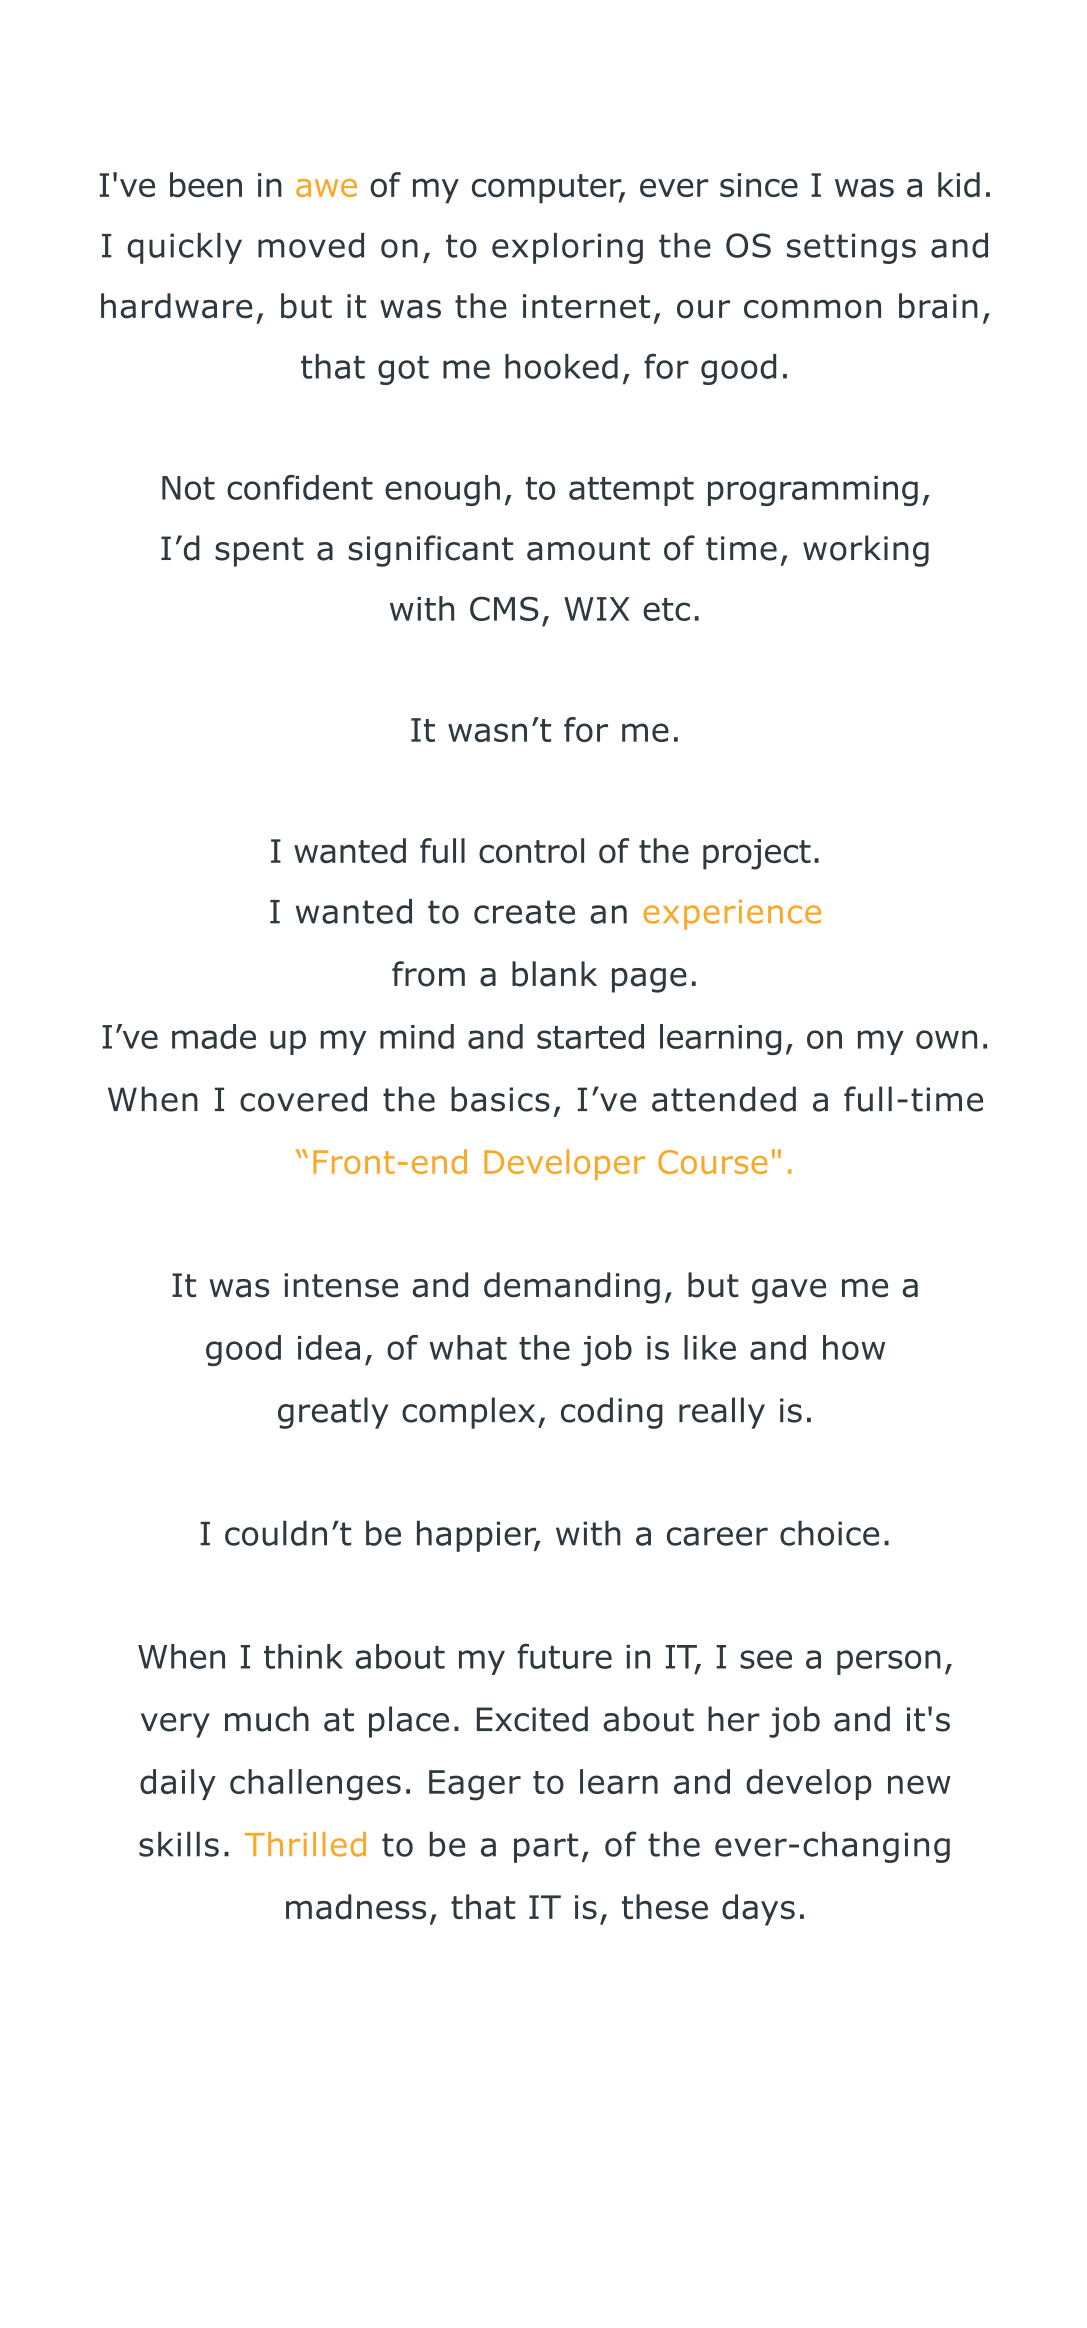 I've been in awe of my computer, ever since I was a kid.
I quickly moved on, to exploring the OS settings and
hardware, but it was the internet, our common brain,
that got me hooked, for good.
Not confident enough, to attempt programming,
I’d spent a significant amount of time, working
with CMS, WIX etc.
It wasn’t for me.
I wanted full control of the project.
I wanted to create an experience
from a blank page.
I’ve made up my mind and started learning, on my own.
When I covered the basics, I’ve attended a full-time
“Front-end Developer Course".
It was intense and demanding, but gave me a
good idea, of what the job is like and how
greatly complex, coding really is.
I couldn’t be happier, with a career choice.
When I think about my future in IT, I see a person,
very much at place. Excited about her job and it's
daily challenges. Eager to learn and develop new
skills. Thrilled to be a part, of the ever-changing
madness, that IT is, these days.